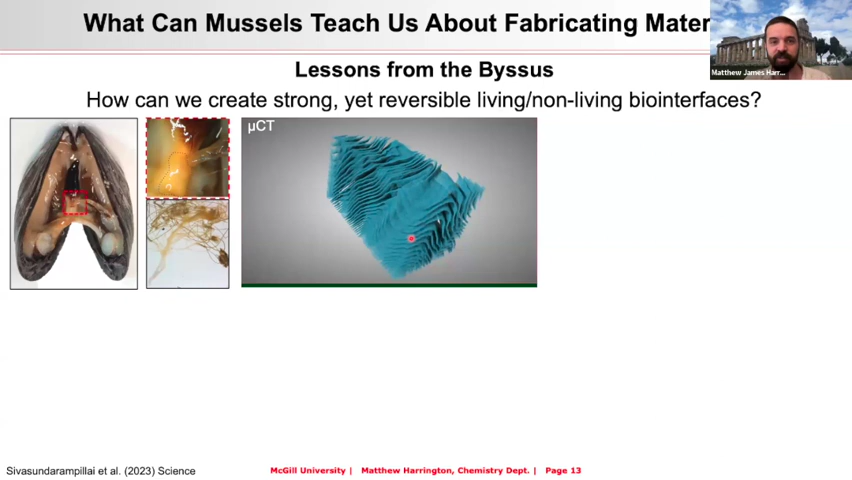 What Can Mussels Teach Us About Fabricating Mater
Matthew James Harr...
Lessons from the Byssus
How can we create strong, yet reversible living/non-living biointerfaces?
µCT
Sivasundarampillai et al. (2023) Science
McGill University | Matthew Harrington, Chemistry Dept. | Page 13